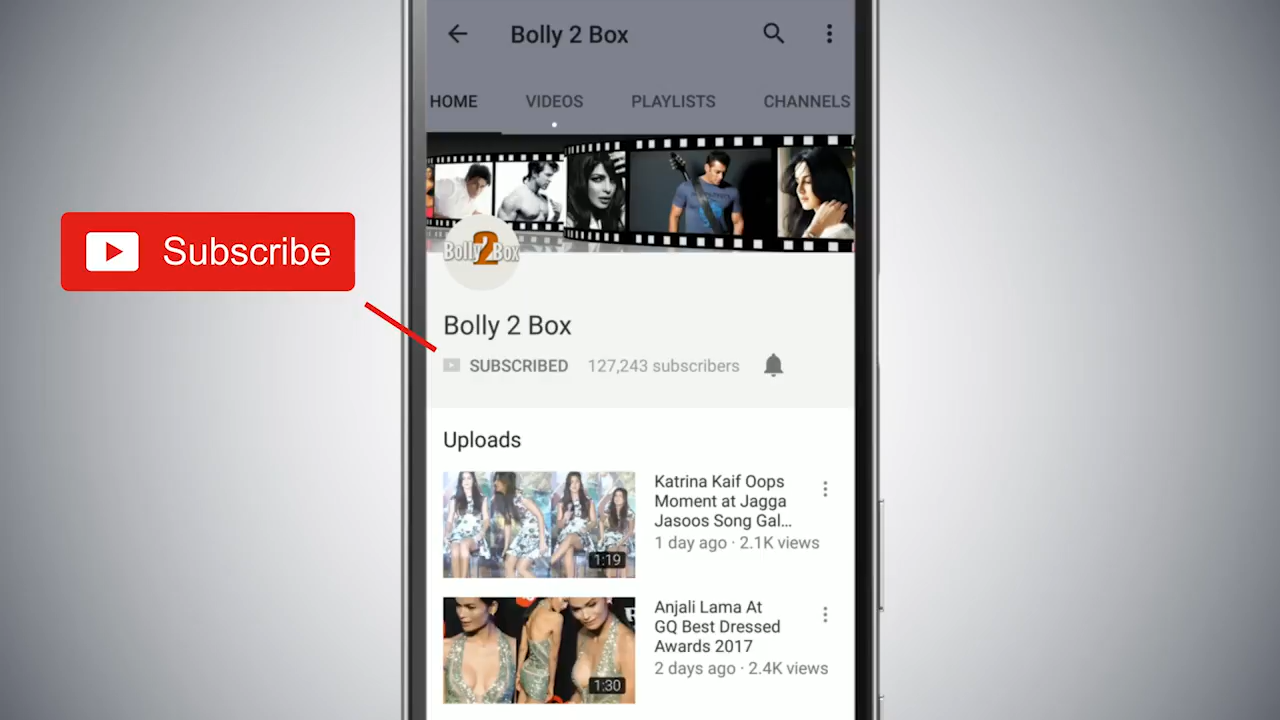 Bolly 2 Box
HOME VIDEOS PLAYLISTS CHANNELS
Bolly 2 Box
Subscribe
Bolly 2 Box
SUBSCRIBED 127,243 subscribers
Uploads
Katrina Kaif Oops
Moment at Jagga
Jasoos Song Gal...
1 day ago · 2.1K views
1:19
Anjali Lama At
GQ Best Dressed
Awards 2017
2 days ago · 2.4K views
1:30